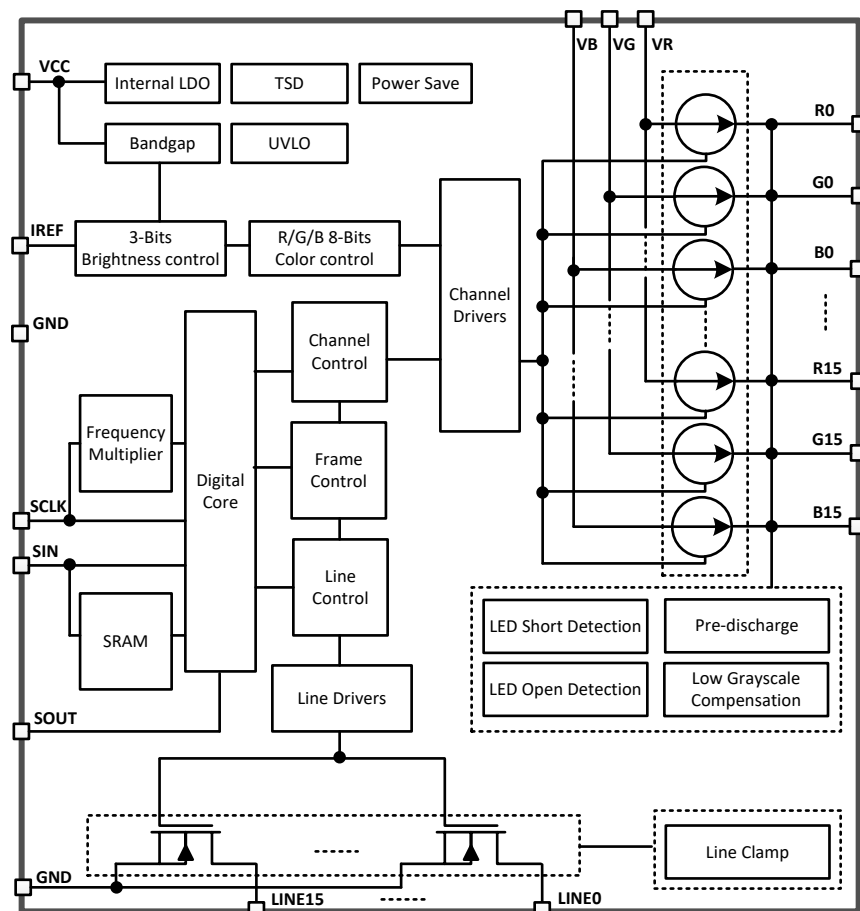 VB VG VR
VCC
Internal LDO
TSD
Power Save
Bandgap
UVLO
R0
G0
B0
R15
G15
B15
IREF
3-Bits
Brightness control
R/G/B 8-Bits
Color control
Channel
Drivers
GND
Channel
Control
Frequency
Multiplier
Digital
Core
Frame
Control
SCLK
SIN
Line
Control
SRAM
SOUT
Line Drivers
LED Short Detection
Pre-discharge
LED Open Detection
Low Grayscale
Compensation
Line Clamp
GND
LINE15
LINE0